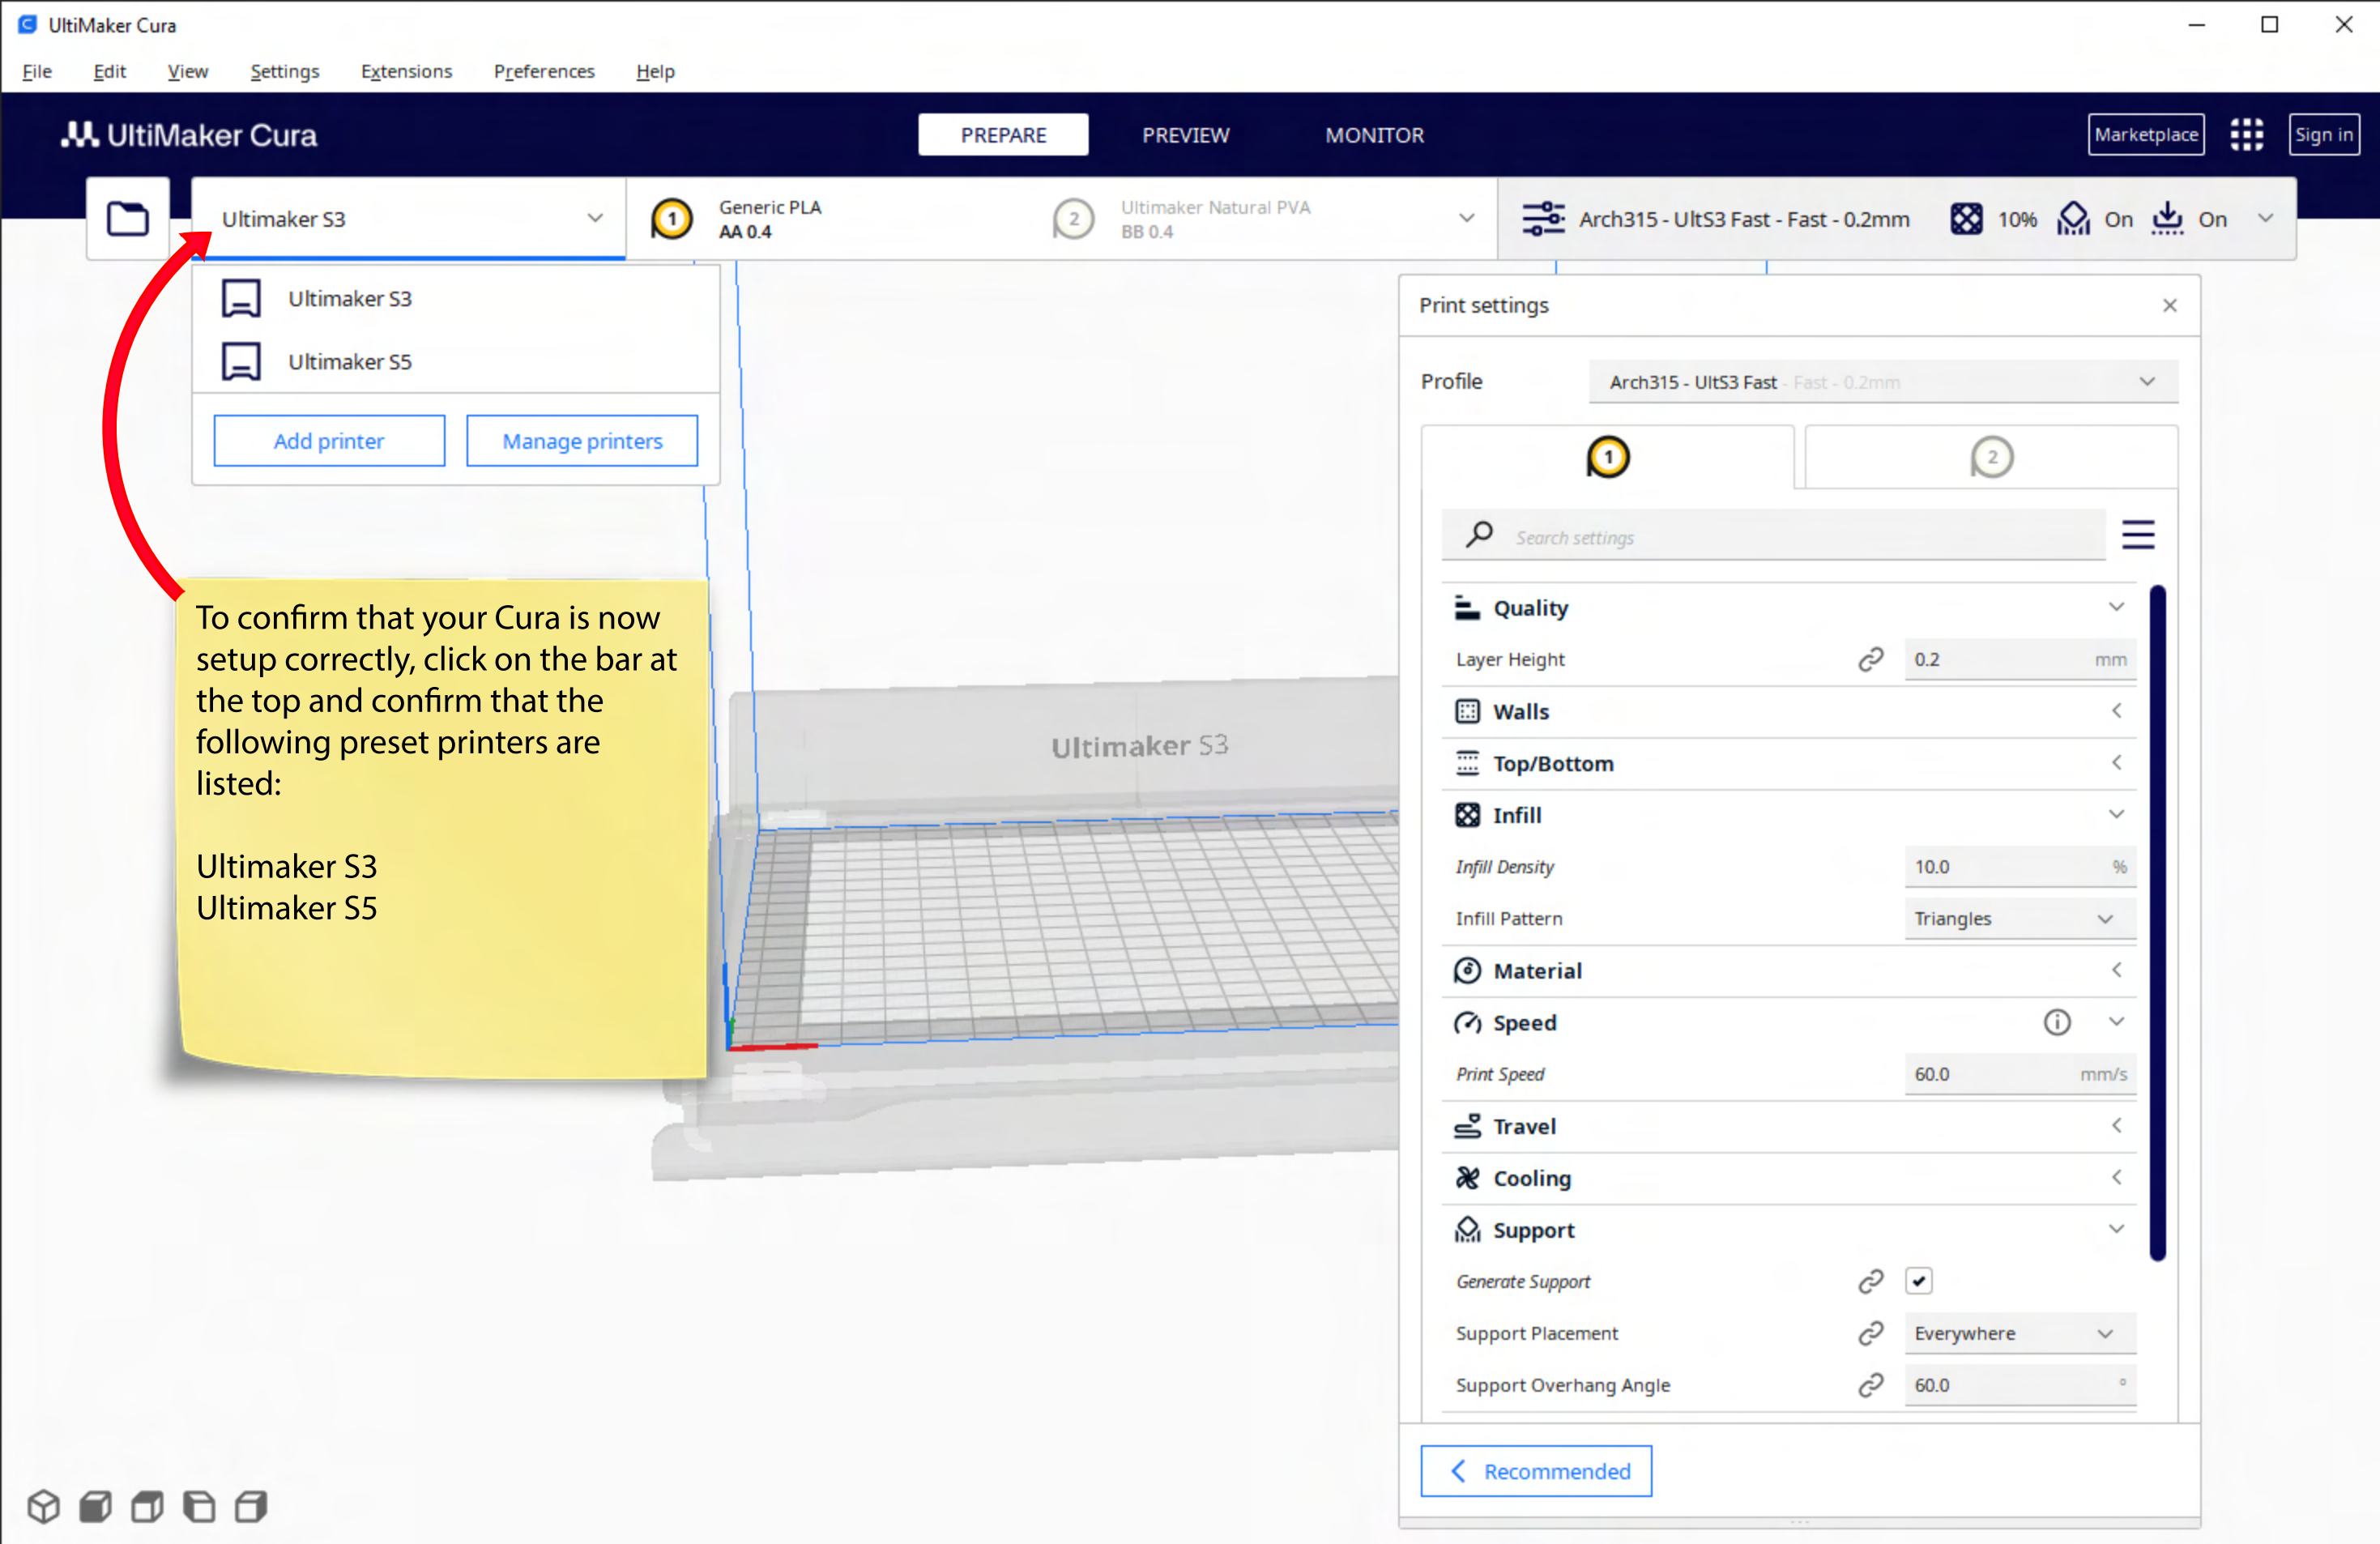 UltiMaker Cura
File Edit View Settings Extensions Preferences Help
UltiMaker Cura
PREPARE PREVIEW MONITOR
Marketplace
Sign in
Ultimaker S3
1
Generic PLA
AA 0.4
2
Ultimaker Natural PVA
BB 0.4
Arch315 - UltS3 Fast - Fast - 0.2mm
10%
On
On
Ultimaker S3
Ultimaker S5
Add printer
Manage printers
To confirm that your Cura is now
setup correctly, click on the bar at
the top and confirm that the
following preset printers are
listed:
Ultimaker S3
Ultimaker S5
Ultimaker S3
Print settings
Profile
Arch315 - UltS3 Fast - Fast - 0.2mm
1
2
Search settings
Quality
Layer Height 0.2 mm
Walls
Top/Bottom
Infill
Infill Density 10.0 %
Infill Pattern Triangles
Material
Speed
Print Speed 60.0 mm/s
Travel
Cooling
Support
Generate Support
Support Placement Everywhere
Support Overhang Angle 60.0 °
Recommended